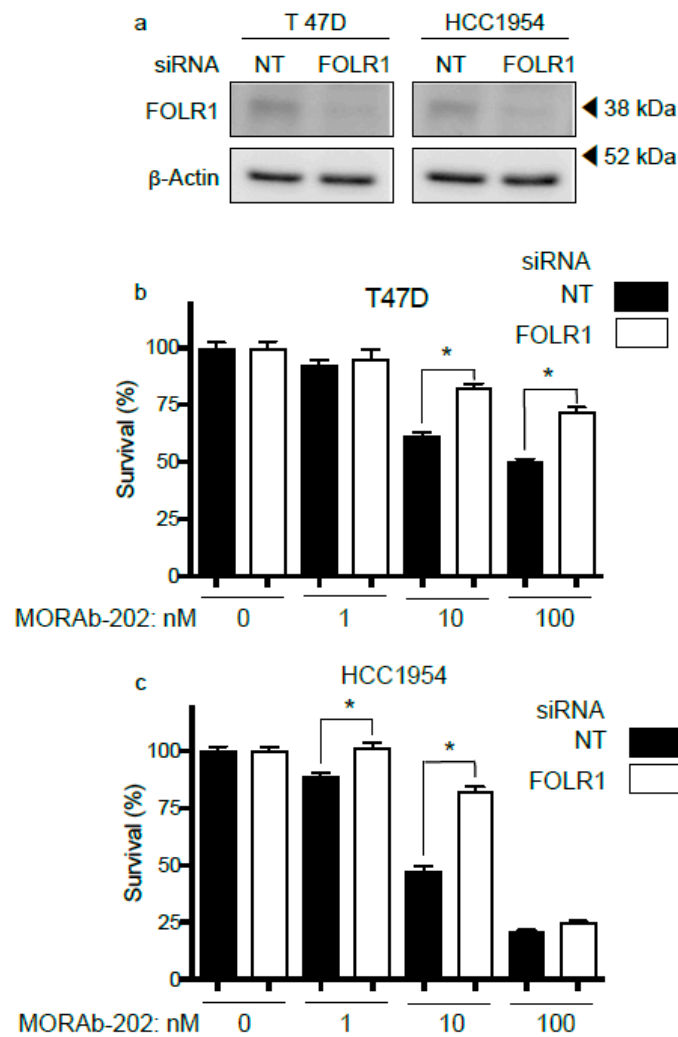 a
T 47D HCC1954
siRNA NT FOLR1 NT FOLR1
FOLR1 38 kDa
52 kDa
β-Actin
b
T47D
siRNA
NT
FOLR1
Survival (%)
100
75
50
25
0
*
*
MORAb-202: nM 0 1 10 100
c
HCC1954
siRNA
NT
FOLR1
Survival (%)
100
75
50
25
0
*
*
MORAb-202: nM 0 1 10 100